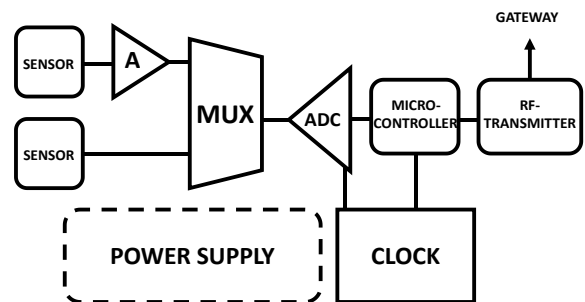 GATEWAY
SENSOR
A
MUX
ADC
MICRO-
CONTROLLER
RF-
TRANSMITTER
SENSOR
POWER SUPPLY
CLOCK